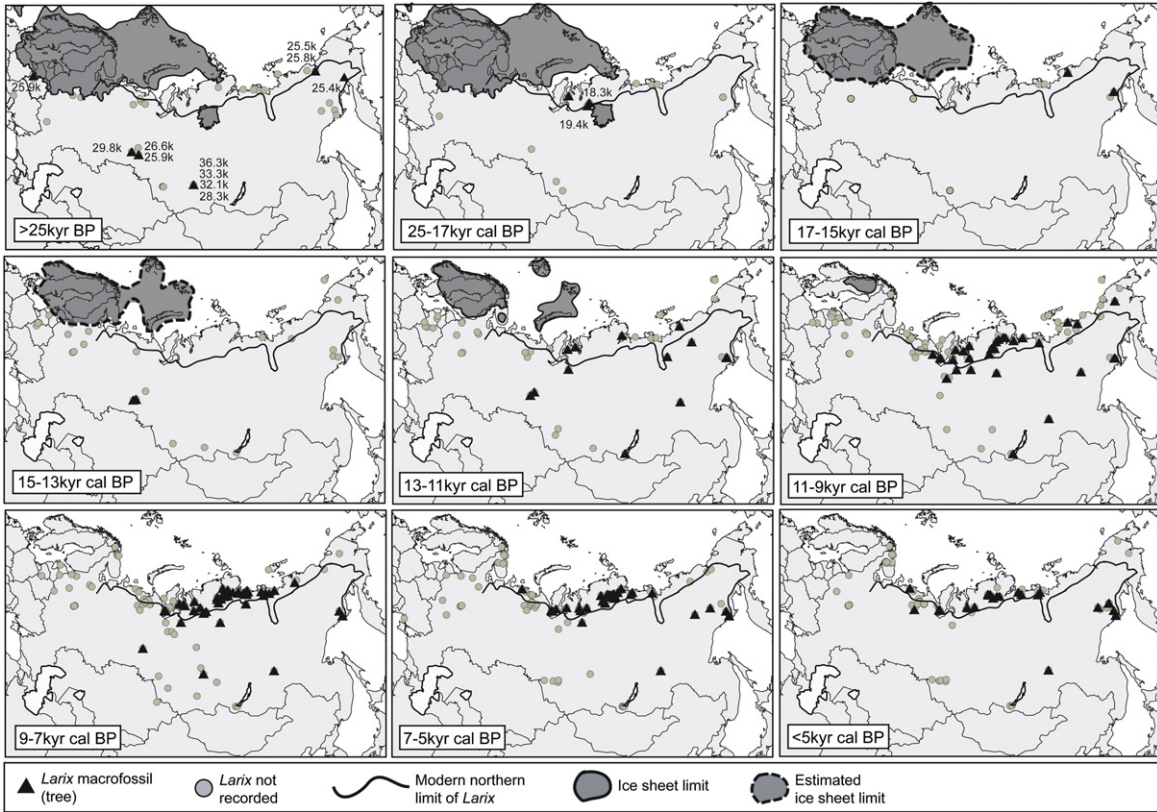 25.5k
25.8k
25.9k
25.4k
29.8k
26.6k
25.9k
36.3k
33.3k
32.1k
28.3k
>25kyr BP
18.3k
19.4k
25-17kyr cal BP
17-15kyr cal BP
15-13kyr cal BP
13-11kyr cal BP
11-9kyr cal BP
9-7kyr cal BP
7-5kyr cal BP
<5kyr cal BP
Larix macrofossil
(tree)
Larix not
recorded
Modern northern
limit of Larix
Ice sheet limit
Estimated
ice sheet limit